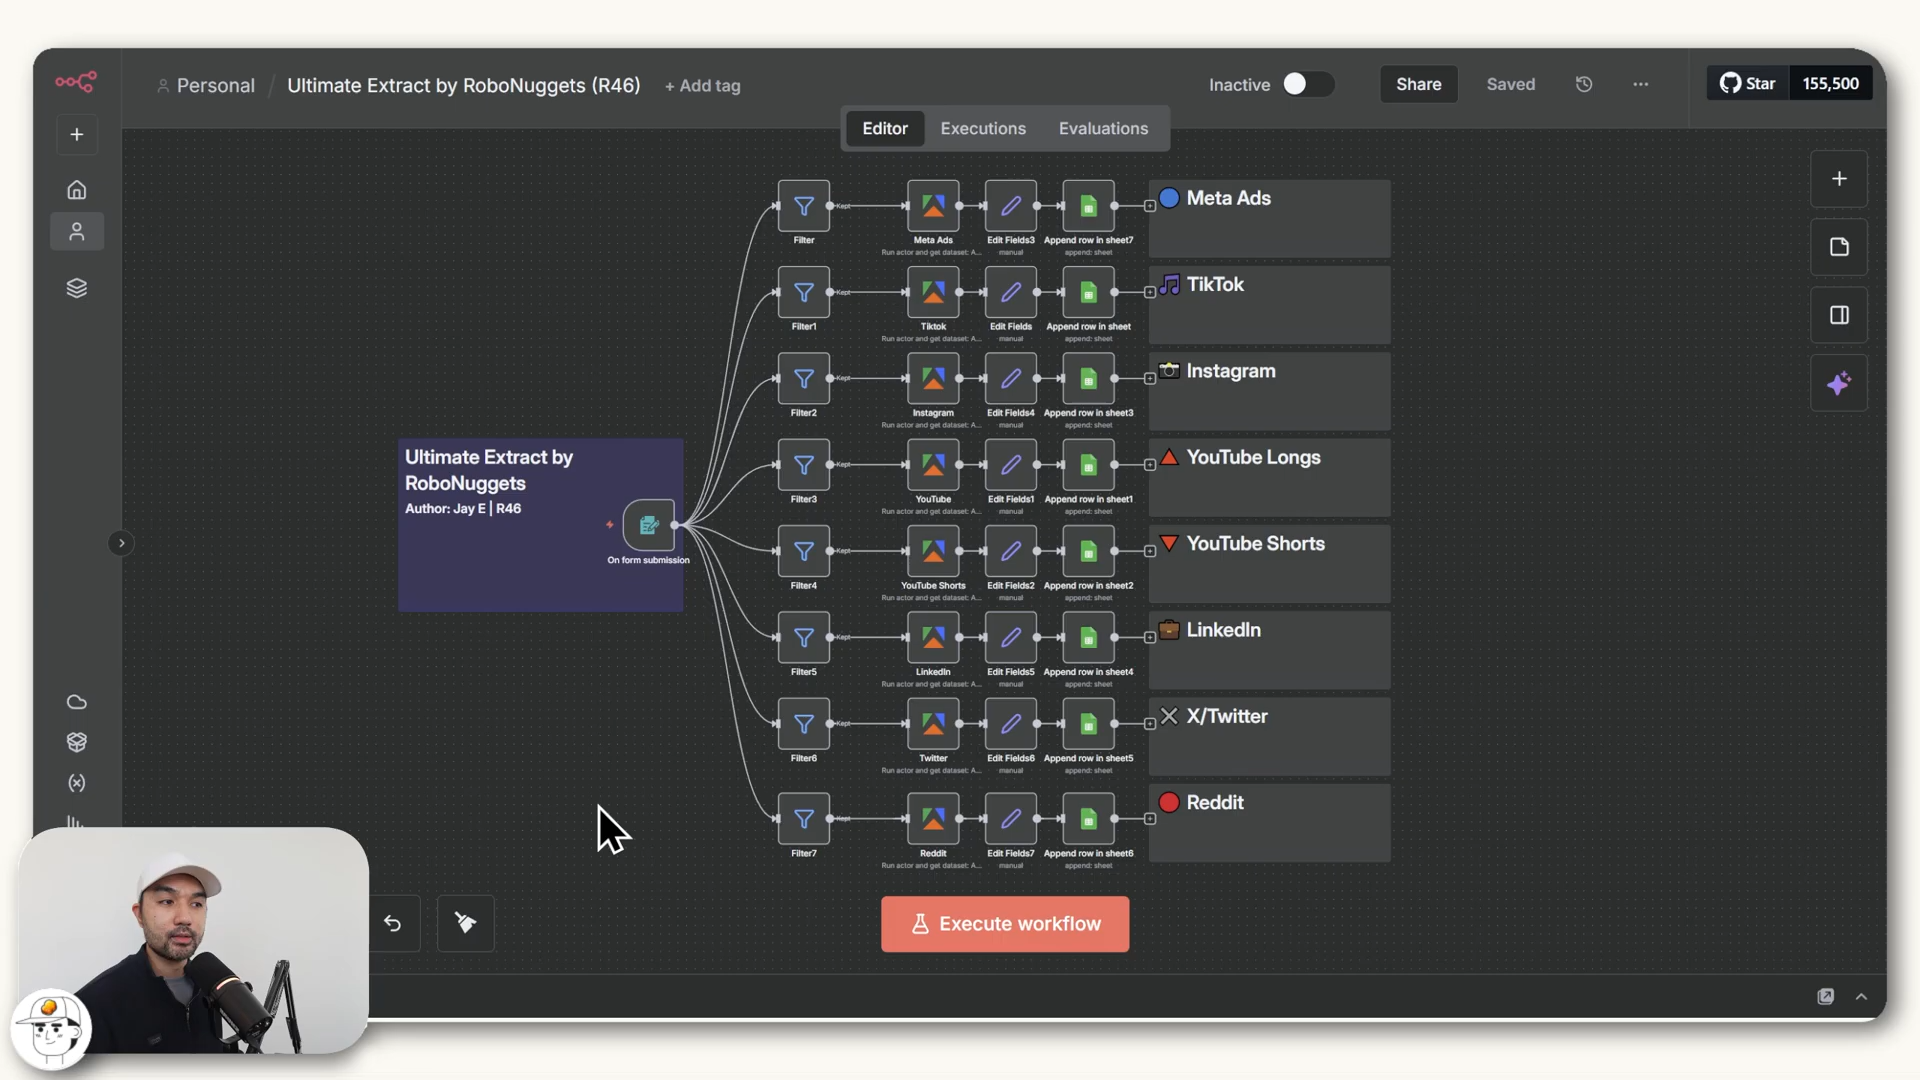 Personal / Ultimate Extract by RoboNuggets (R46) + Add tag
Inactive Share Saved ... Star 155,500
Editor Executions Evaluations
Kept
Filter
Meta Ads
Run actor and get dataset: A...
Edit Fields3
manual
Append row in sheet7
append: sheet
Meta Ads
Kept
Filter1
Tiktok
Run actor and get dataset: A...
Edit Fields
manual
Append row in sheet
append: sheet
TikTok
Kept
Filter2
Instagram
Run actor and get dataset: A...
Edit Fields4
manual
Append row in sheet3
append: sheet
Instagram
Ultimate Extract by
RoboNuggets
Author: Jay E | R46
On form submission
Kept
Filter3
YouTube
Run actor and get dataset: A...
Edit Fields1
manual
Append row in sheet1
append: sheet
YouTube Longs
Kept
Filter4
YouTube Shorts
Run actor and get dataset: A...
Edit Fields2
manual
Append row in sheet2
append: sheet
YouTube Shorts
Kept
Filter5
LinkedIn
Run actor and get dataset: A...
Edit Fields5
manual
Append row in sheet4
append: sheet
LinkedIn
Kept
Filter6
Twitter
Run actor and get dataset: A...
Edit Fields6
manual
Append row in sheet5
append: sheet
X/Twitter
Kept
Filter7
Reddit
Run actor and get dataset: A...
Edit Fields7
manual
Append row in sheet6
append: sheet
Reddit
Execute workflow